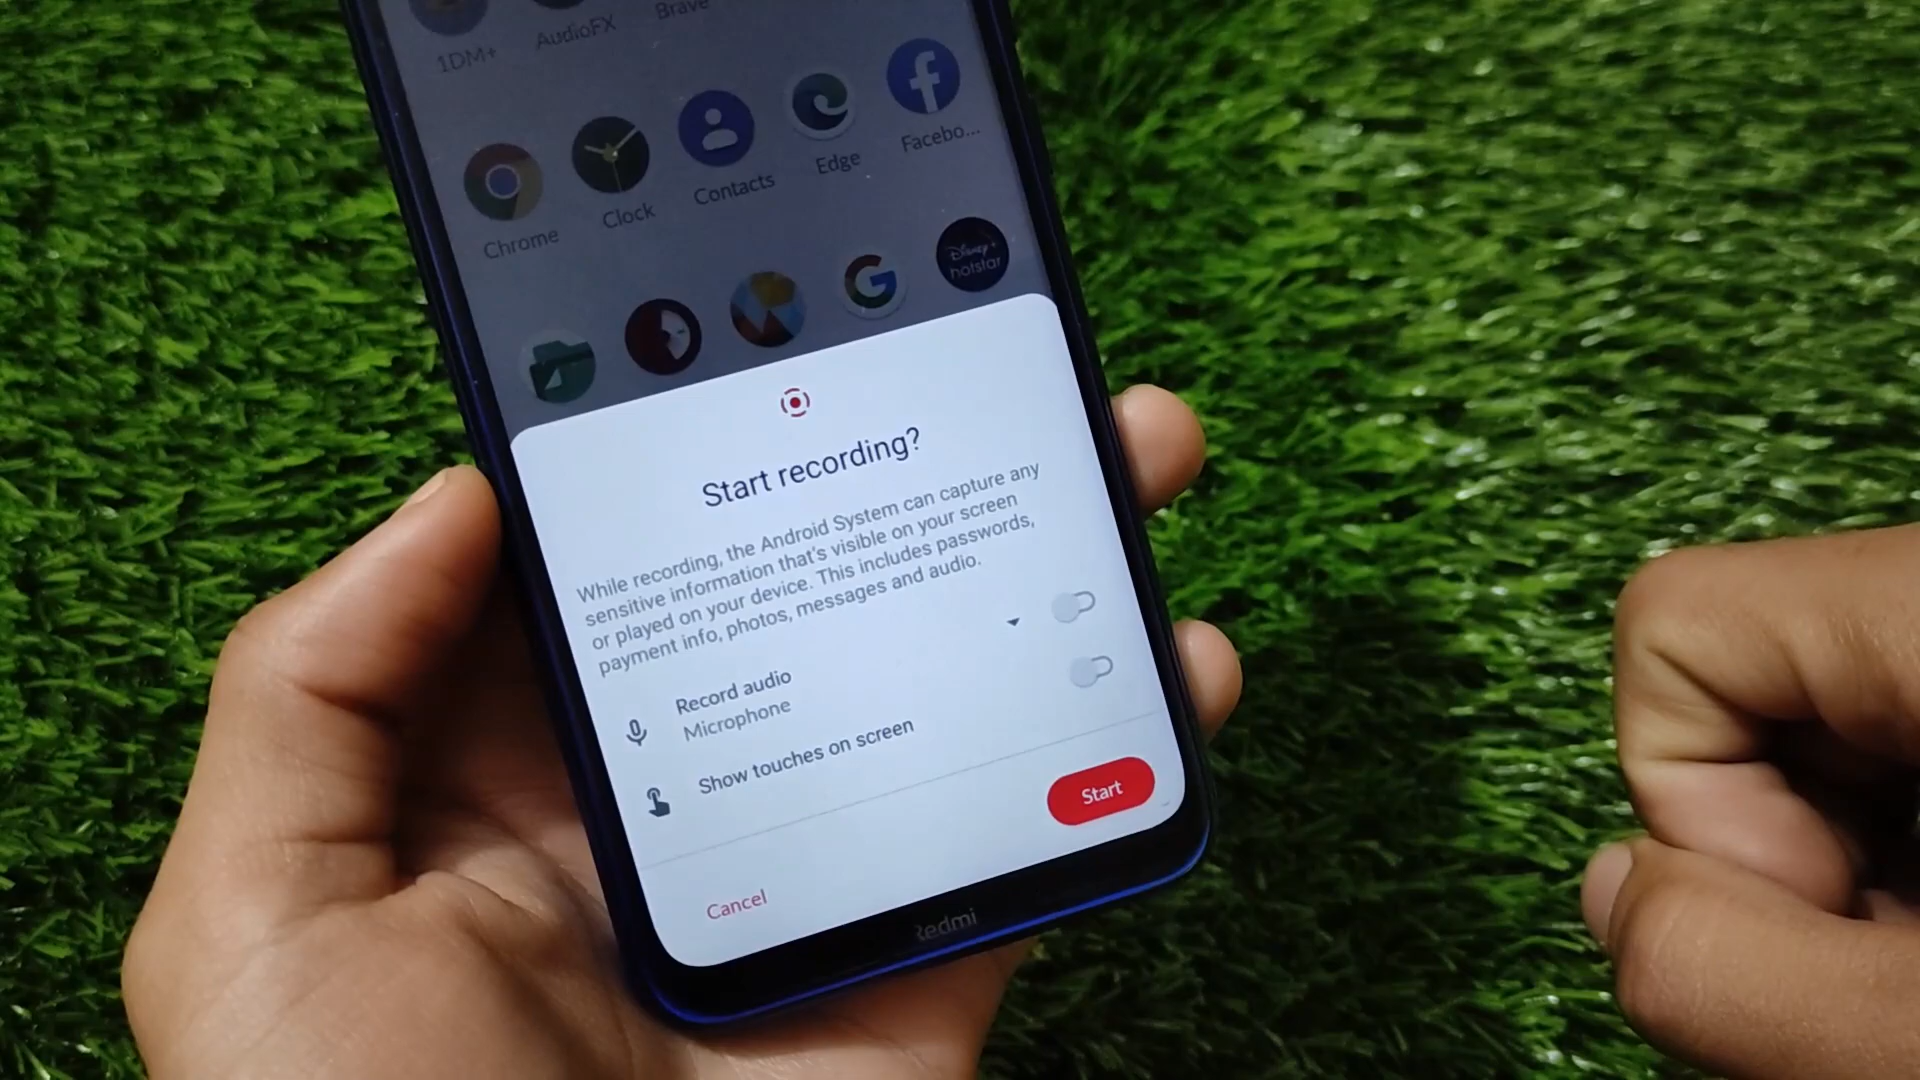 1DM+
AudioFX
Brave
Chrome
Clock
Contacts
Edge
Facebo...
Disney+
hotstar
Start recording?
While recording, the Android System can capture any
sensitive information that's visible on your screen
or played on your device. This includes passwords,
payment info, photos, messages and audio.
Record audio
Microphone
Show touches on screen
Cancel
Start
Redmi